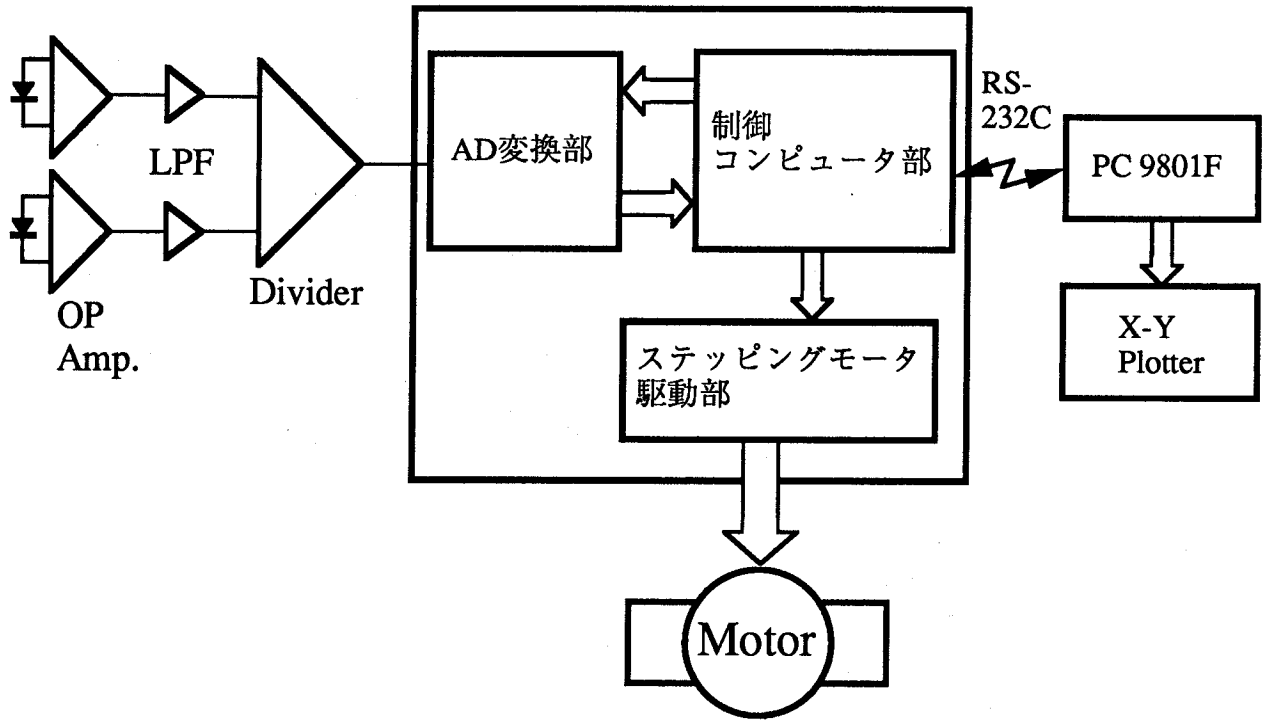 LPF
OP
Amp.
Divider
AD変換部
制御
コンピュータ部
RS-
232C
PC 9801F
X-Y
Plotter
ステッピングモータ
駆動部
Motor